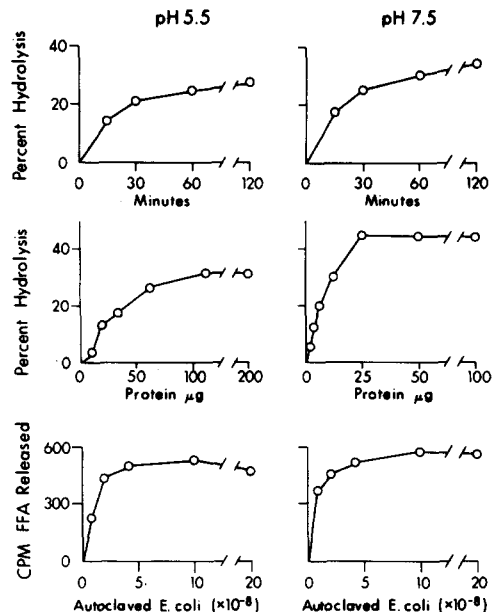 pH 5.5 pH 7.5
Percent Hydrolysis
40
20
0
0 30 60 120
Minutes
0 30 60 120
Minutes
Percent Hydrolysis
40
20
0
0 50 100 200
Protein μg
0 25 50 100
Protein μg
CPM FFA Released
600
300
0
0 5 10 20
Autoclaved E. coli (×10⁻⁸)
0 5 10 20
Autoclaved E. coli (×10⁻⁸)